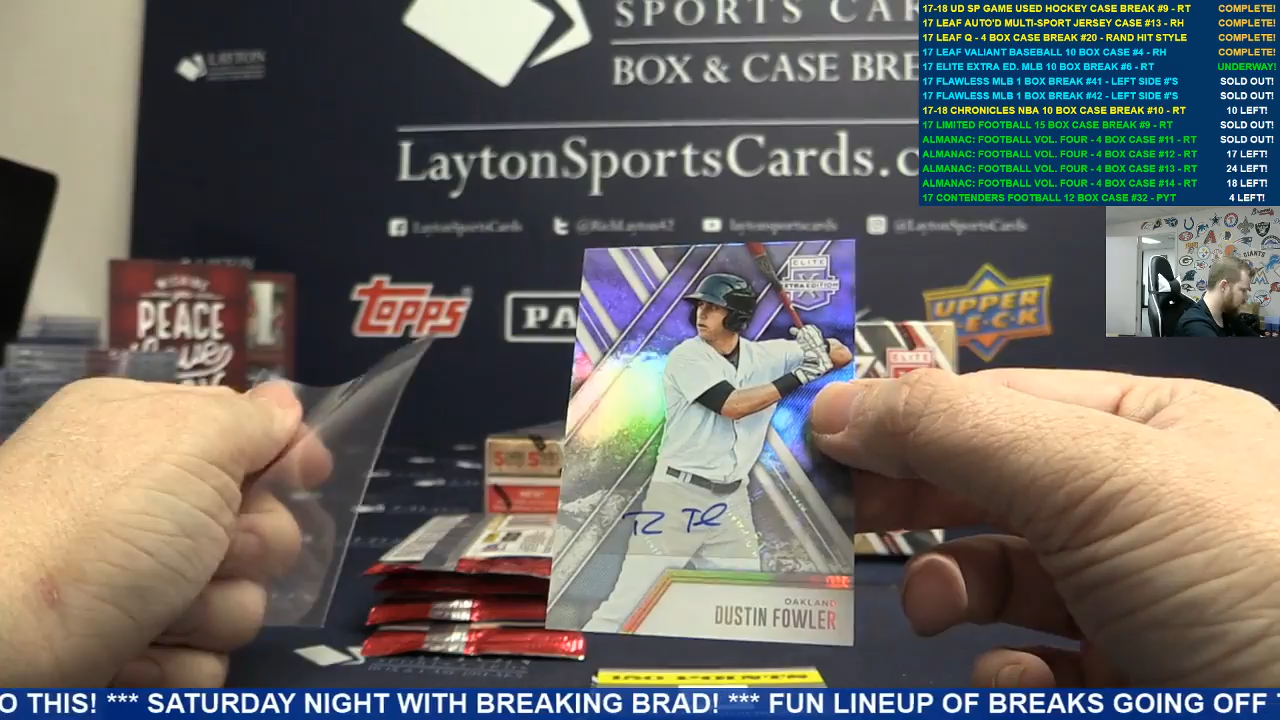 17-18 UD SP GAME USED HOCKEY CASE BREAK #9 - RT COMPLETE!
17 LEAF AUTO'D MULTI-SPORT JERSEY CASE #13 - RH COMPLETE!
17 LEAF Q - 4 BOX CASE BREAK #20 - RAND HIT STYLE COMPLETE!
17 LEAF VALIANT BASEBALL 10 BOX CASE #4 - RH COMPLETE!
17 ELITE EXTRA ED. MLB 10 BOX BREAK #6 - RT UNDERWAY!
17 FLAWLESS MLB 1 BOX BREAK #41 - LEFT SIDE #'S SOLD OUT!
17 FLAWLESS MLB 1 BOX BREAK #42 - LEFT SIDE #'S SOLD OUT!
17-18 CHRONICLES NBA 10 BOX CASE BREAK #10 - RT 10 LEFT!
17 LIMITED FOOTBALL 15 BOX CASE BREAK #9 - RT SOLD OUT!
ALMANAC: FOOTBALL VOL. FOUR - 4 BOX CASE #11 - RT SOLD OUT!
ALMANAC: FOOTBALL VOL. FOUR - 4 BOX CASE #12 - RT 17 LEFT!
ALMANAC: FOOTBALL VOL. FOUR - 4 BOX CASE #13 - RT 24 LEFT!
ALMANAC: FOOTBALL VOL. FOUR - 4 BOX CASE #14 - RT 18 LEFT!
17 CONTENDERS FOOTBALL 12 BOX CASE #32 - PYT 4 LEFT!
SPORTS CAR
BOX & CASE BRE
LAYTON
LaytonSportsCards.c
LaytonSportsCards @RichLayton42 laytonsportscards @LaytonSportsCards
topps
PA
UPPER DECK
PEACE
Love
ELITE
EXTRA EDITION
ELITE
OAKLAND
DUSTIN FOWLER
O THIS! *** SATURDAY NIGHT WITH BREAKING BRAD! *** FUN LINEUP OF BREAKS GOING OFF